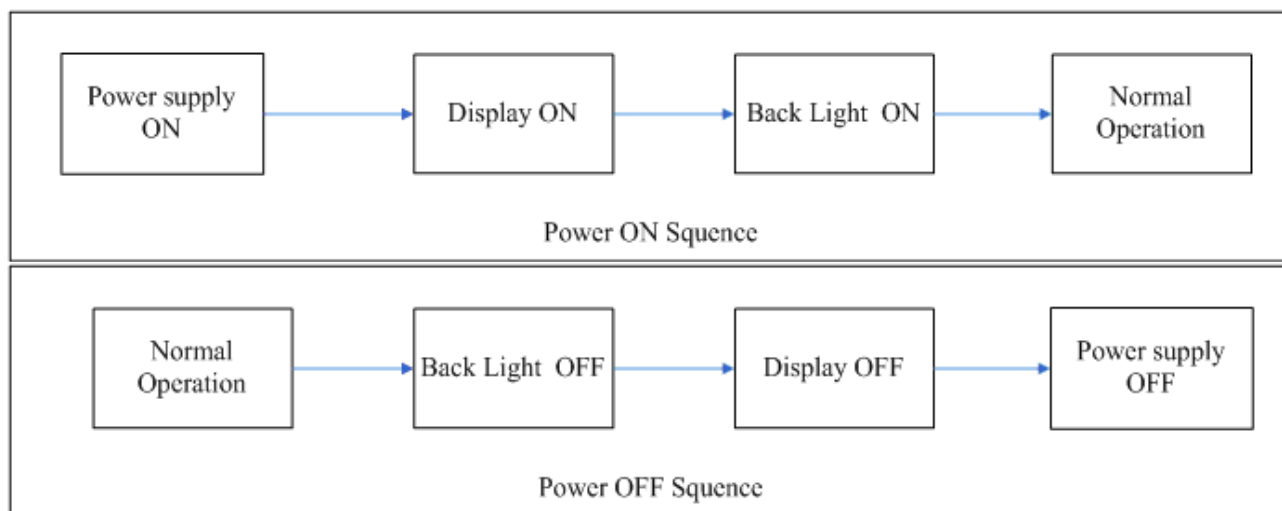 Power supply
ON
Display ON
Back Light ON
Normal
Operation
Power ON Squence
Normal
Operation
Back Light OFF
Display OFF
Power supply
OFF
Power OFF Squence